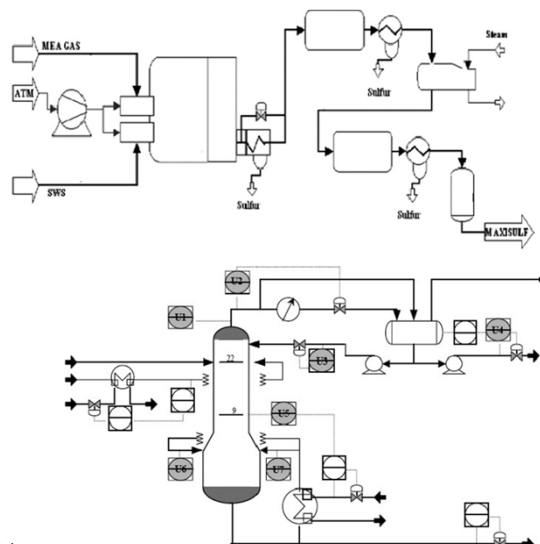 MEA GAS
Steam
ATM
Sulfur
SWS
Sulfur
Sulfur
MAXISULF
U2
U1
U4
U3
22
9
U5
U6
U7